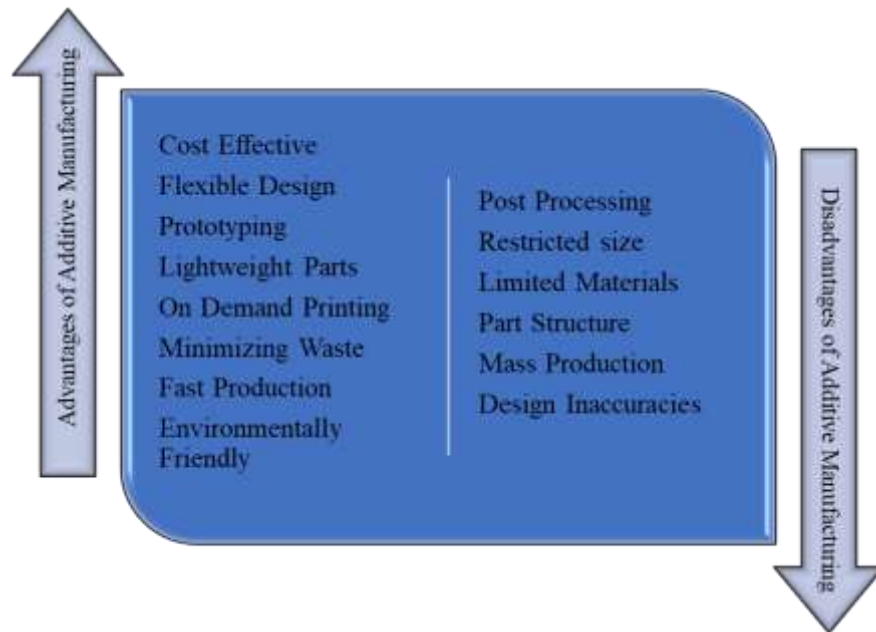 Advantages of Additive Manufacturing
Cost Effective
Flexible Design
Prototyping
Lightweight Parts
On Demand Printing
Minimizing Waste
Fast Production
Environmentally
Friendly
Post Processing
Restricted size
Limited Materials
Part Structure
Mass Production
Design Inaccuracies
Disadvantages of Additive Manufacturing